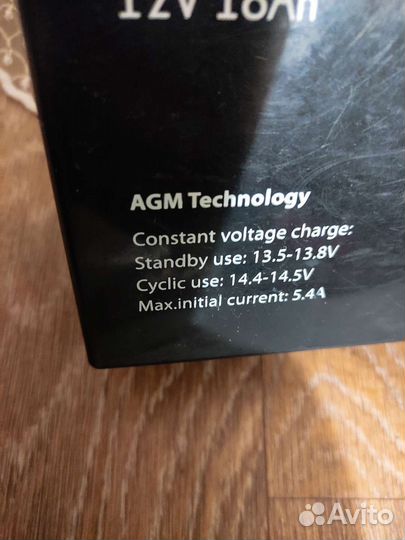 12V 18Ah
AGM Technology
Constant voltage charge:
Standby use: 13.5-13.8V
Cyclic use: 14.4-14.5V
Max.initial current: 5.4A
Avito